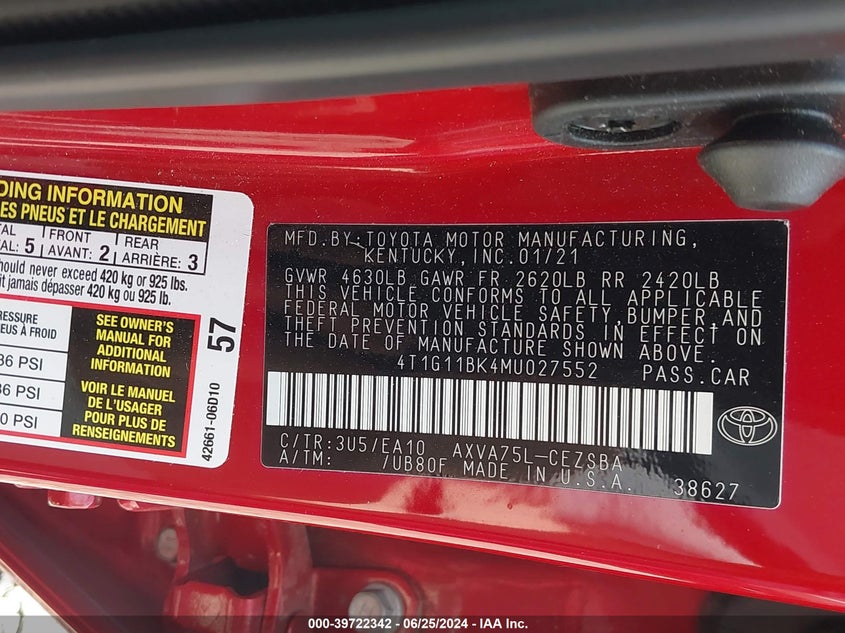 DING INFORMATION
LES PNEUS ET LE CHARGEMENT
TAL FRONT REAR
AL: 5 AVANT: 2 ARRIÈRE: 3
hould never exceed 420 kg or 925 lbs.
it jamais dépasser 420 kg ou 925 lb.
PRESSURE
NEUS À FROID
36 PSI
36 PSI
0 PSI
SEE OWNER'S
MANUAL FOR
ADDITIONAL
INFORMATION
VOIR LE MANUEL
DE L'USAGER
POUR PLUS DE
RENSEIGNEMENTS
57
42661-06D10
MFD.BY:TOYOTA MOTOR MANUFACTURING,
KENTUCKY,INC.01/21
GVWR 4630LB GAWR FR 2620LB RR 2420LB
THIS VEHICLE CONFORMS TO ALL APPLICABLE
FEDERAL MOTOR VEHICLE SAFETY,BUMPER,AND
THEFT PREVENTION STANDARDS IN EFFECT ON
THE DATE OF MANUFACTURE SHOWN ABOVE.
4T1G11BK4MU027552 PASS.CAR
C/TR:3U5/EA10 AXVA75L-CEZSBA
A/TM: /UB80F MADE IN U.S.A. 38627
000-39722342 / 06/25/2024 - IAA Inc.